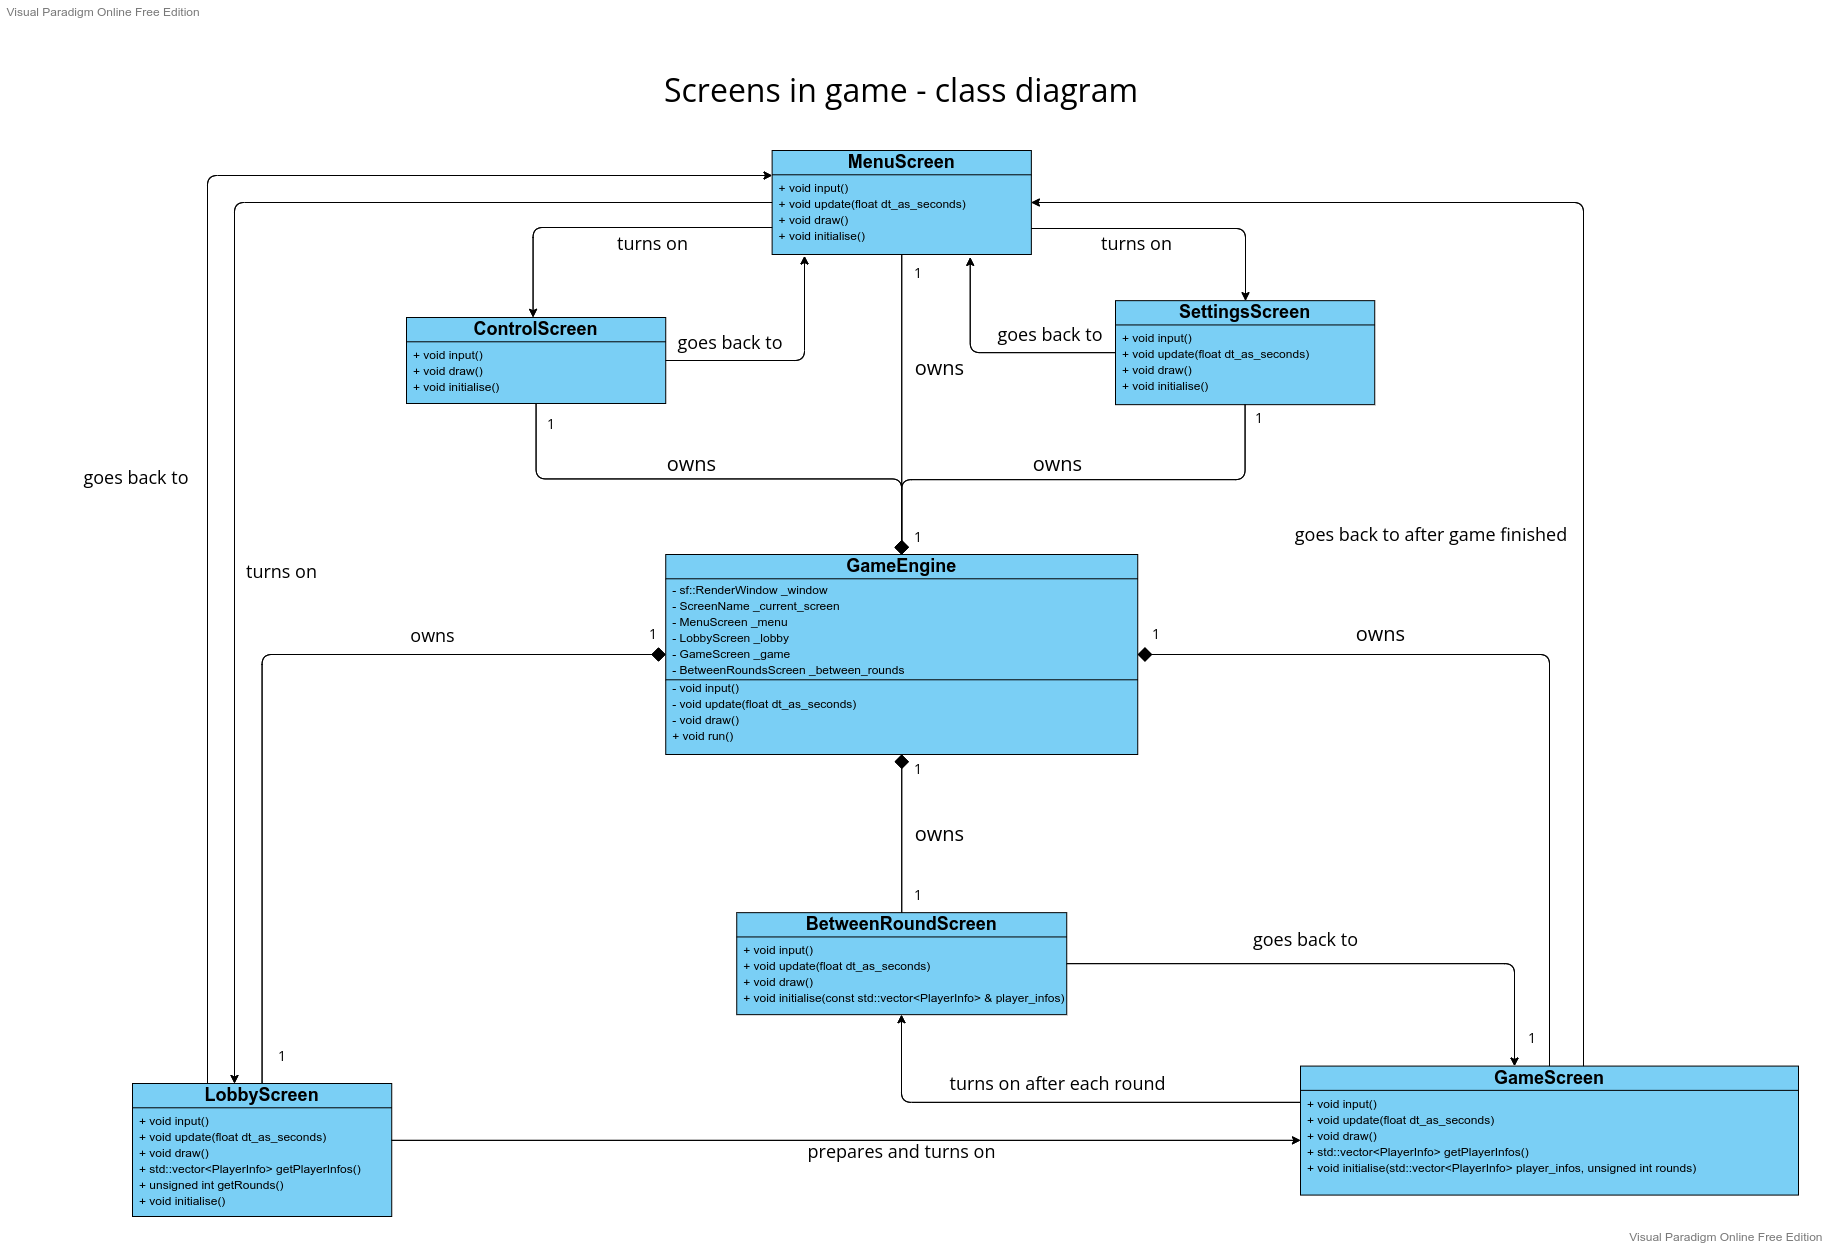 Visual Paradigm Online Free Edition
Screens in game - class diagram
MenuScreen
+ void input()
+ void update(float dt_as_seconds)
+ void draw()
+ void initialise()
turns on
turns on
1
ControlScreen
+ void input()
+ void draw()
+ void initialise()
goes back to
goes back to
SettingsScreen
+ void input()
+ void update(float dt_as_seconds)
+ void draw()
+ void initialise()
owns
1
1
owns
owns
goes back to
turns on
goes back to after game finished
1
GameEngine
- sf::RenderWindow _window
- ScreenName _current_screen
- MenuScreen _menu
- LobbyScreen _lobby
- GameScreen _game
- BetweenRoundsScreen _between_rounds
- void input()
- void update(float dt_as_seconds)
- void draw()
+ void run()
owns
1
1
owns
1
owns
1
BetweenRoundScreen
+ void input()
+ void update(float dt_as_seconds)
+ void draw()
+ void initialise(const std::vector<PlayerInfo> & player_infos)
goes back to
1
1
turns on after each round
LobbyScreen
+ void input()
+ void update(float dt_as_seconds)
+ void draw()
+ std::vector<PlayerInfo> getPlayerInfos()
+ unsigned int getRounds()
+ void initialise()
prepares and turns on
GameScreen
+ void input()
+ void update(float dt_as_seconds)
+ void draw()
+ std::vector<PlayerInfo> getPlayerInfos()
+ void initialise(std::vector<PlayerInfo> player_infos, unsigned int rounds)
Visual Paradigm Online Free Edition